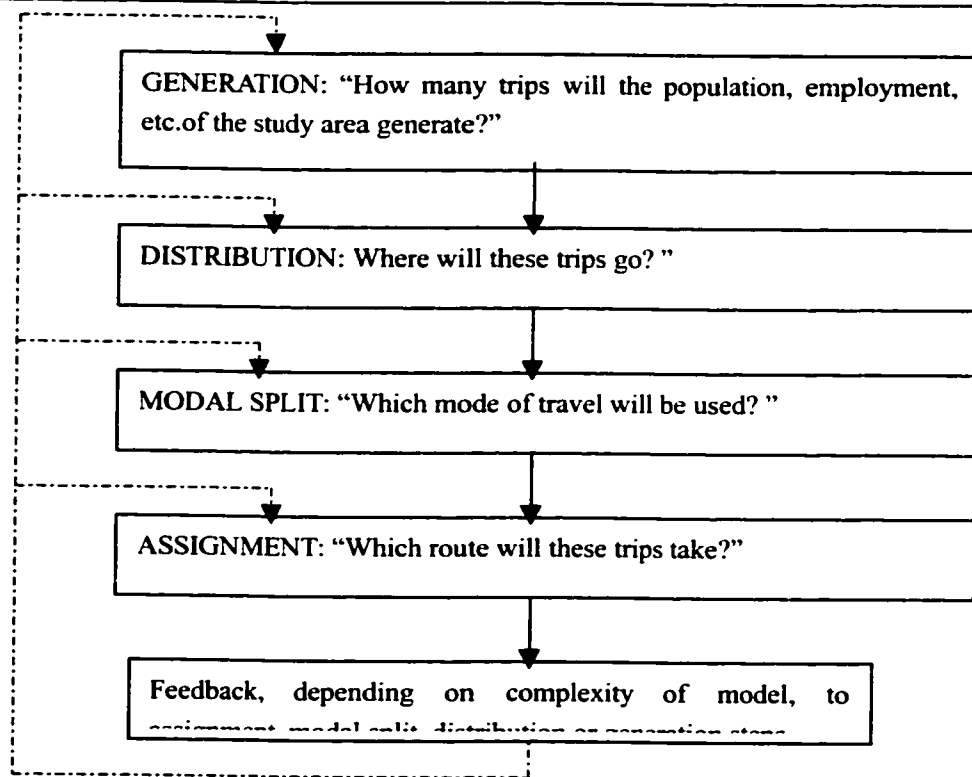 GENERATION: “How many trips will the population, employment,
etc.of the study area generate?”
DISTRIBUTION: Where will these trips go? ”
MODAL SPLIT: “Which mode of travel will be used? ”
ASSIGNMENT: “Which route will these trips take?”
Feedback, depending on complexity of model, to